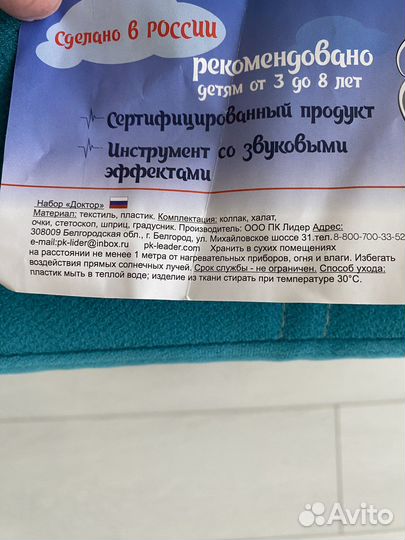 Сделано в России
рекомендовано
детям от 3 до 8 лет
Сертифицированный продукт
Инструмент со звуковыми
эффектами
Набор «Доктор»
Материал: текстиль, пластик. Комплектация: колпак, халат,
очки, стетоскоп, шприц, градусник. Производитель: ООО ПК Лидер Адрес:
308009 Белгородская обл., г. Белгород, ул. Михайловское шоссе 31.тел. 8-800-700-33-52
e-mail:pk-lider@inbox.ru pk-leader.com Хранить в сухих помещениях
на расстоянии не менее 1 метра от нагревательных приборов, огня и влаги. Избегать
воздействия прямых солнечных лучей. Срок службы - не ограничен. Способ ухода:
пластик мыть в теплой воде; изделие из ткани стирать при температуре 30°С.
Avito